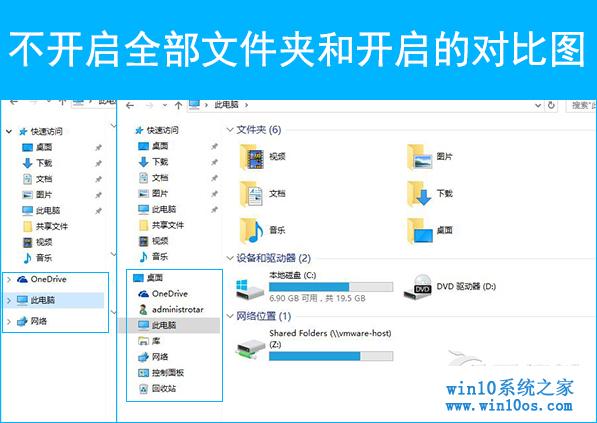 不开启全部文件夹和开启的对比图
此电
快速访问
桌面
下载
文档
图片
此电脑
共享文件
视频
音乐
OneDrive
此电脑
网络
此电脑
搜索"
快速访问
桌面
下载
文档
图片
此电脑
共享文件
视频
音乐
桌面
OneDrive
administrotar
此电脑
库
网络
控制面板
回收站
文件夹 (6)
视频
图片
文档
下载
音乐
桌面
设备和驱动器 (2)
本地磁盘 (C:)
6.90 GB 可用，共 19.5 GB
DVD
DVD 驱动器 (D:)
网络位置 (1)
Shared Folders (\\vmware-host)
(Z:)
win10系统之家
www.win10os.com